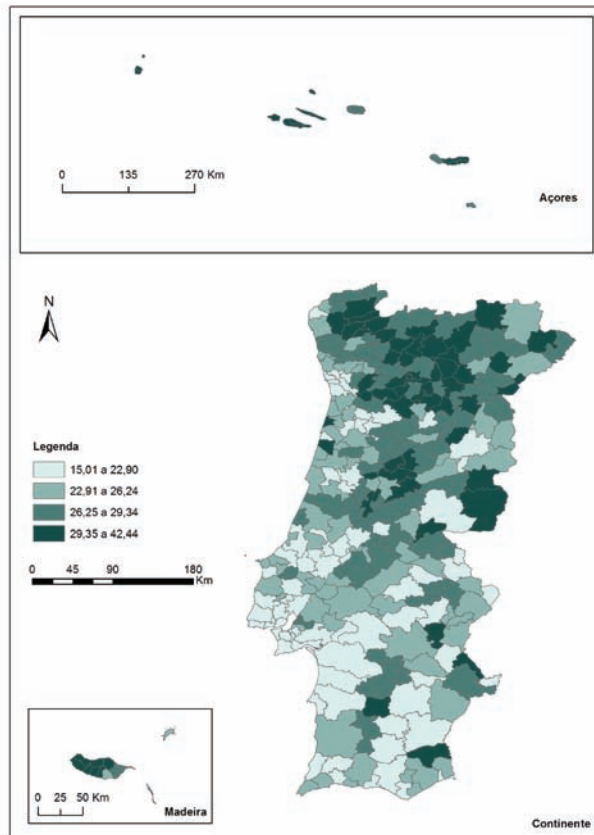 0 135 270 Km
Açores
N
Legenda
15,01 a 22,90
22,91 a 26,24
26,25 a 29,34
29,35 a 42,44
0 45 90 180
Km
0 25 50 Km
Madeira
Continente